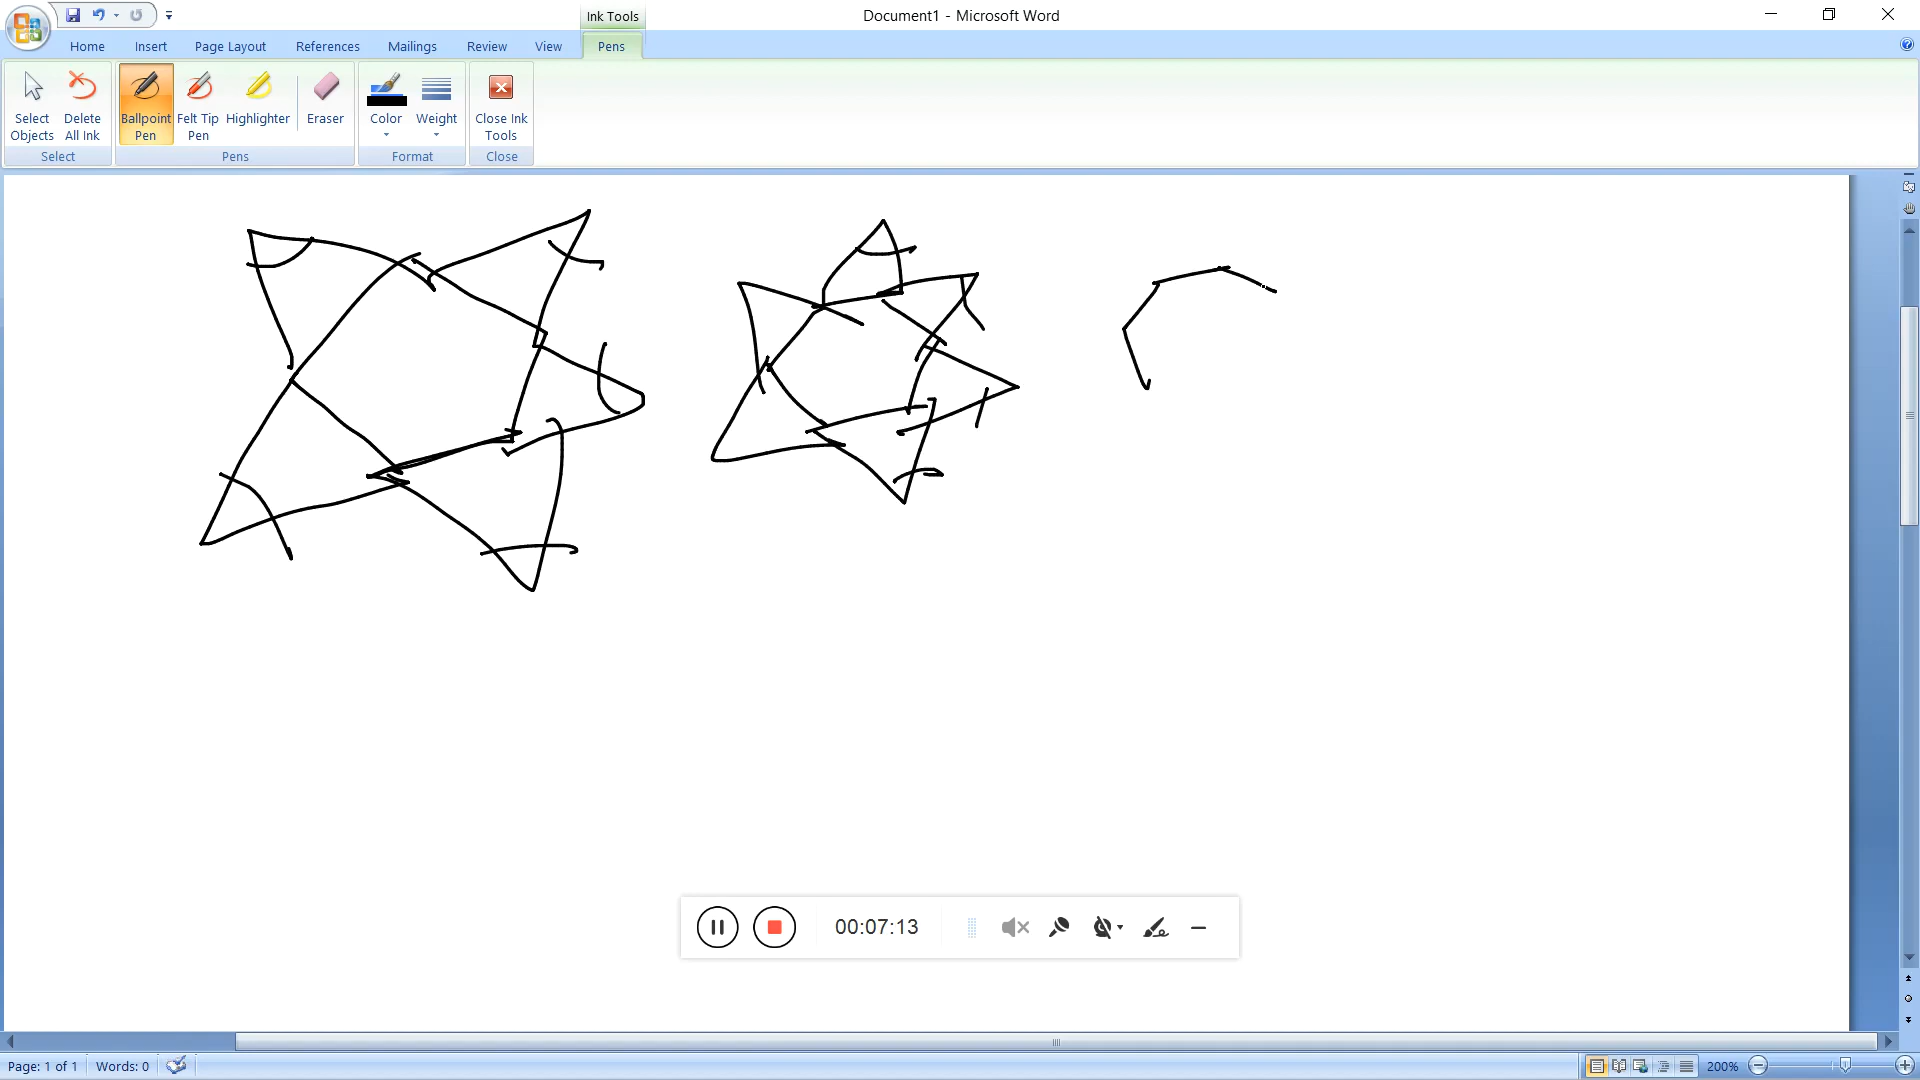 Ink Tools
Document1 - Microsoft Word
Home Insert Page Layout References Mailings Review View Pens
Select Objects
Delete All Ink
Ballpoint Pen
Felt Tip Pen
Highlighter
Eraser
Color
Weight
Close Ink Tools
Select Pens Format Close
00:07:13
Page: 1 of 1 Words: 0 200%